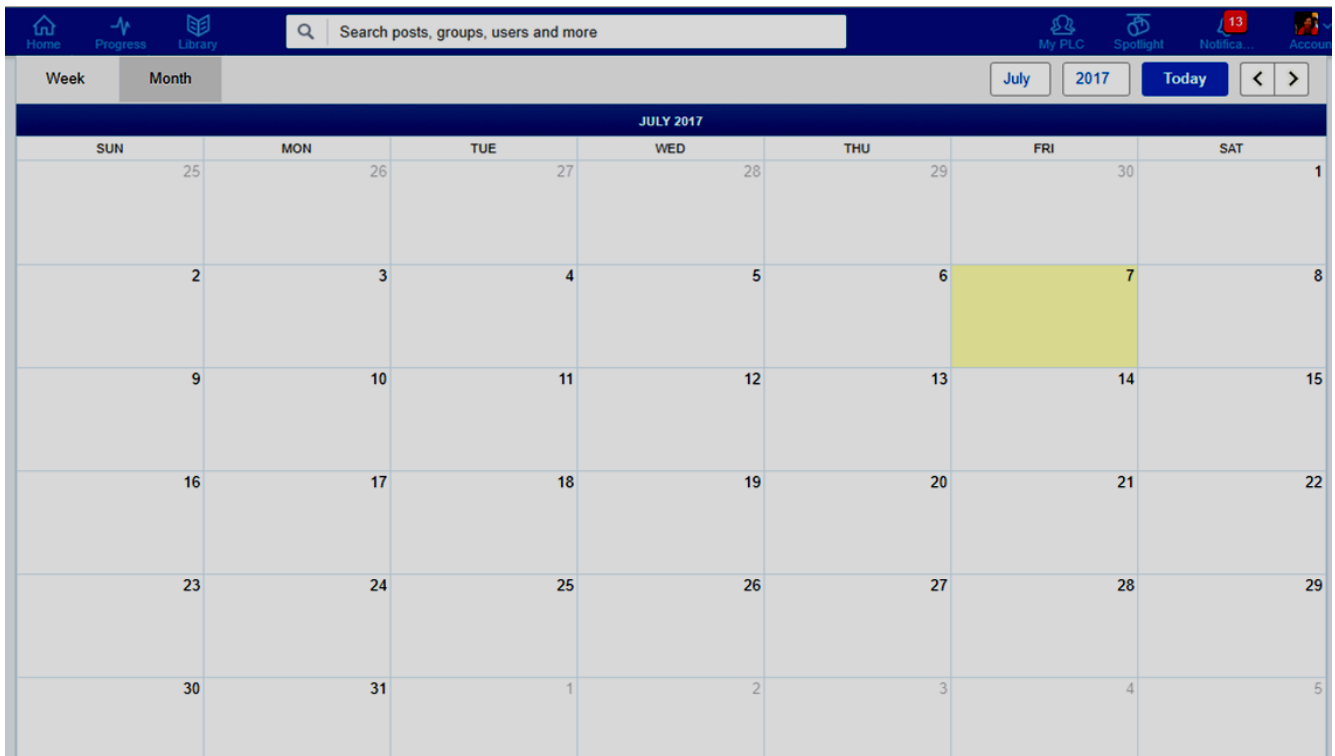 Home Progress Library Search posts, groups, users and more My PLC Spotlight 13 Notifica... Accoun
Week Month July 2017 Today < >
JULY 2017
SUN MON TUE WED THU FRI SAT
25 26 27 28 29 30 1
2 3 4 5 6 7 8
9 10 11 12 13 14 15
16 17 18 19 20 21 22
23 24 25 26 27 28 29
30 31 1 2 3 4 5